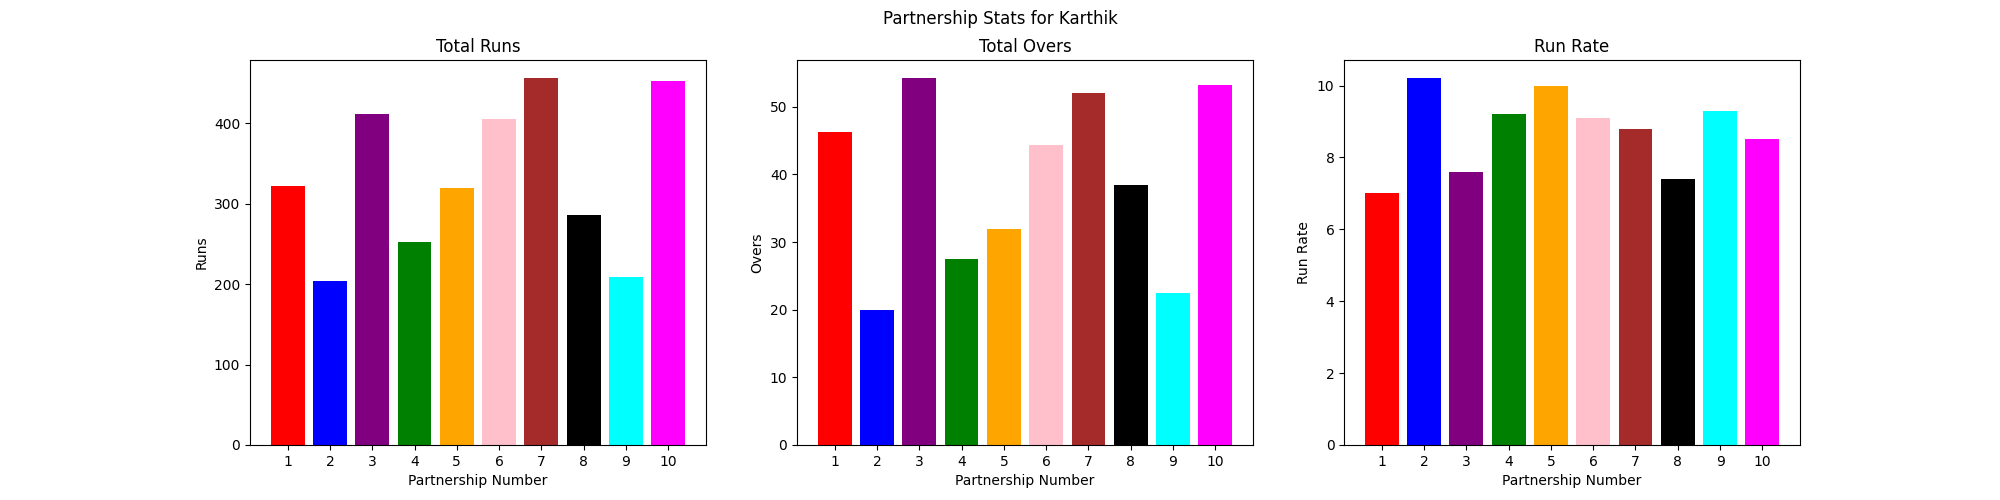 Partnership Stats for Karthik
Total Runs
Runs
400
300
200
100
0
1 2 3 4 5 6 7 8 9 10
Partnership Number
Total Overs
Overs
50
40
30
20
10
0
1 2 3 4 5 6 7 8 9 10
Partnership Number
Run Rate
Run Rate
10
8
6
4
2
0
1 2 3 4 5 6 7 8 9 10
Partnership Number